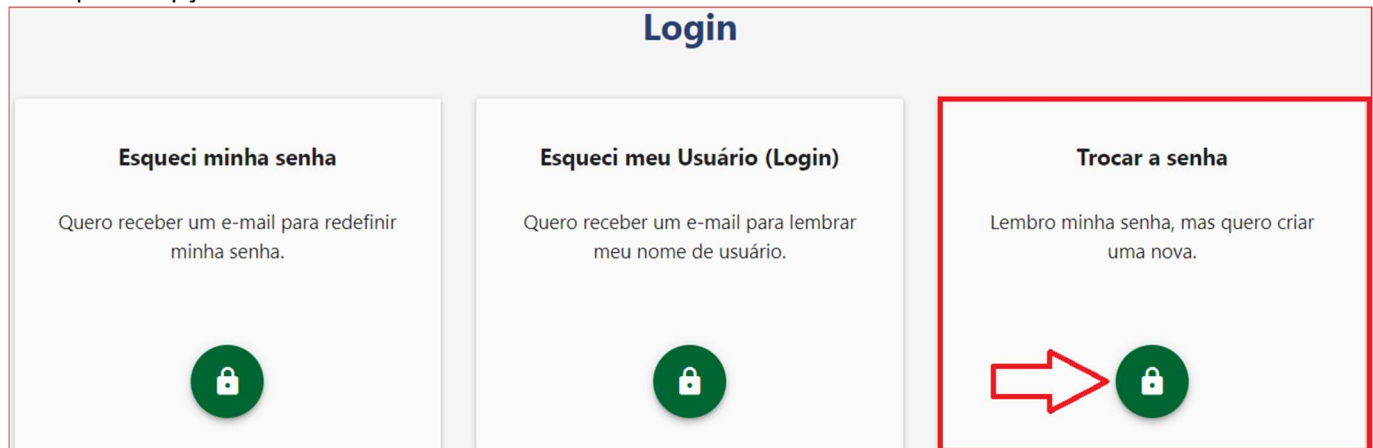 Login
Esqueci minha senha
Quero receber um e-mail para redefinir
minha senha.
Esqueci meu Usuário (Login)
Quero receber um e-mail para lembrar
meu nome de usuário.
Trocar a senha
Lembro minha senha, mas quero criar
uma nova.